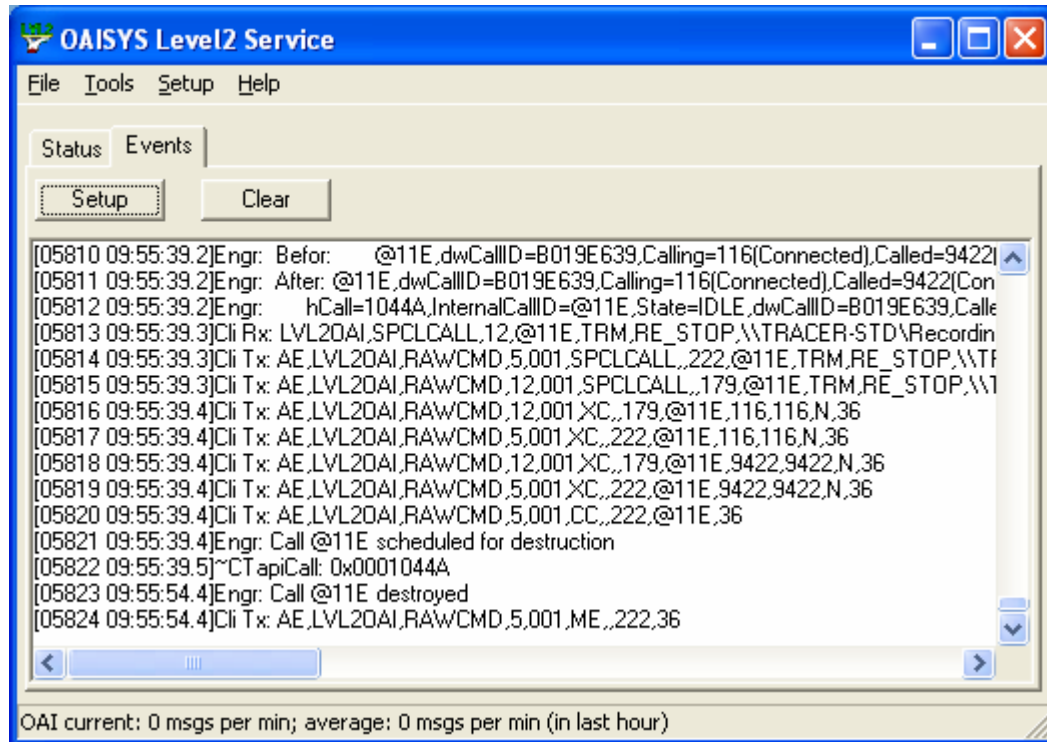 OAISYS Level2 Service
File Tools Setup Help
Status Events
Setup Clear
[05810 09:55:39.2]Engr: Befor: @11E,dwCallID=B019E639,Calling=116(Connected),Called=9422(
[05811 09:55:39.2]Engr: After: @11E,dwCallID=B019E639,Calling=116(Connected),Called=9422(Con
[05812 09:55:39.2]Engr: hCall=1044A,InternalCallID=@11E,State=IDLE,dwCallID=B019E639,Calle
[05813 09:55:39.3]Cli Rx: LVL2OAI,SPCLCALL,12,@11E,TRM,RE_STOP,\\TRACER-STD\Recordin
[05814 09:55:39.3]Cli Tx: AE,LVL2OAI,RAWCMD,5,001,SPCLCALL,,222,@11E,TRM,RE_STOP,\\TF
[05815 09:55:39.3]Cli Tx: AE,LVL2OAI,RAWCMD,12,001,SPCLCALL,,179,@11E,TRM,RE_STOP,\\T
[05816 09:55:39.4]Cli Tx: AE,LVL2OAI,RAWCMD,12,001,XC,,179,@11E,116,116,N,36
[05817 09:55:39.4]Cli Tx: AE,LVL2OAI,RAWCMD,5,001,XC,,222,@11E,116,116,N,36
[05818 09:55:39.4]Cli Tx: AE,LVL2OAI,RAWCMD,12,001,XC,,179,@11E,9422,9422,N,36
[05819 09:55:39.4]Cli Tx: AE,LVL2OAI,RAWCMD,5,001,XC,,222,@11E,9422,9422,N,36
[05820 09:55:39.4]Cli Tx: AE,LVL2OAI,RAWCMD,5,001,CC,,222,@11E,36
[05821 09:55:39.4]Engr: Call @11E scheduled for destruction
[05822 09:55:39.5]~CTapiCall: 0x0001044A
[05823 09:55:54.4]Engr: Call @11E destroyed
[05824 09:55:54.4]Cli Tx: AE,LVL2OAI,RAWCMD,5,001,ME,,222,36
OAI current: 0 msgs per min; average: 0 msgs per min (in last hour)